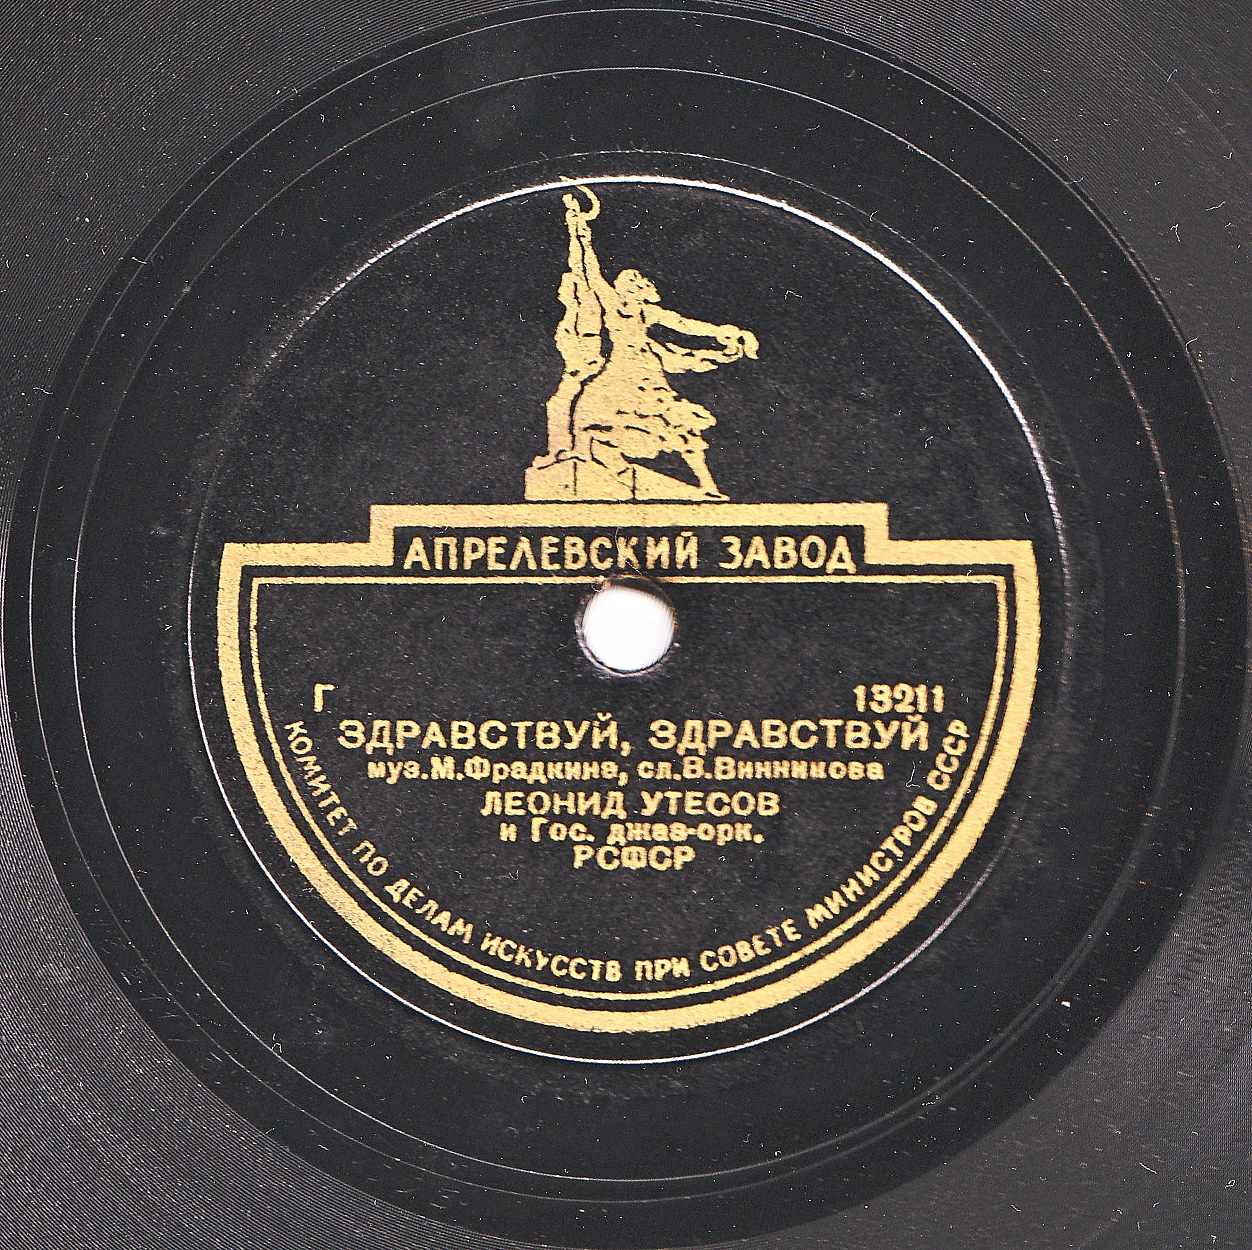 АПРЕЛЕВСКИЙ ЗАВОД
Г 13211
ЗДРАВСТВУЙ, ЗДРАВСТВУЙ
муз.М.Фрадкина, сл.В.Винникова
ЛЕОНИД УТЕСОВ
и Гос. джаз-орк.
РСФСР
КОМИТЕТ ПО ДЕЛАМ ИСКУССТВ ПРИ СОВЕТЕ МИНИСТРОВ СССР